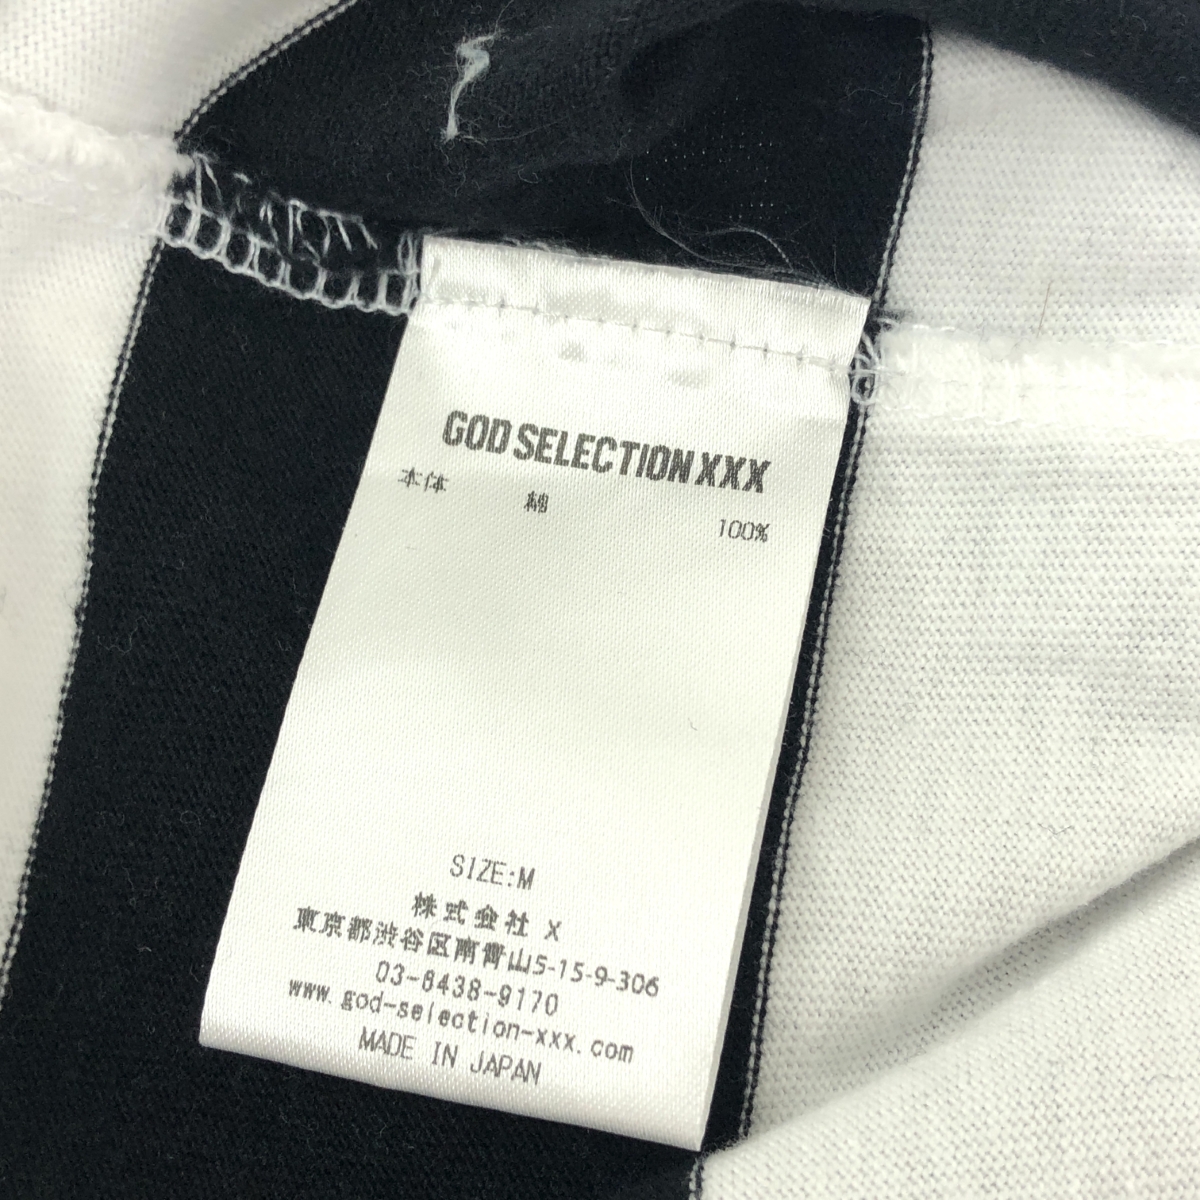 GOD SELECTION XXX
本体 綿 100%
SIZE:M
株式会社 X
東京都渋谷区南青山5-15-9-306
03-6438-9170
www.god-selection-xxx.com
MADE IN JAPAN